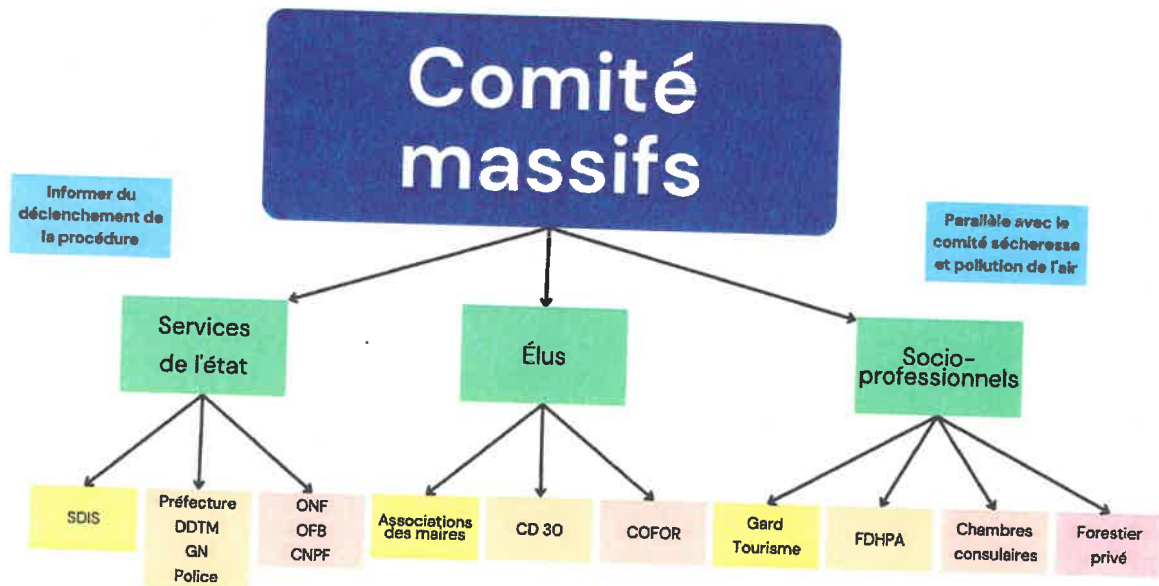 Comité
massifs
Informer du
déclenchement de
la procédure
Parallèle avec le
comité sécheresse
et pollution de l'air
Services
de l'état
Élus
Socio-
professionnels
SDIS
Préfecture
DDTM
GN
Police
ONF
OFB
CNPF
Associations
des maires
CD 30
COFOR
Gard
Tourisme
FDHPA
Chambres
consulaires
Forestier
privé